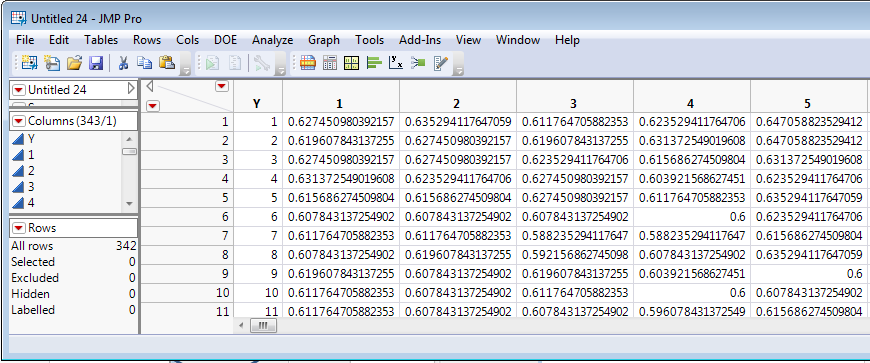 Untitled 24 - JMP Pro
File Edit Tables Rows Cols DOE Analyze Graph Tools Add-Ins View Window Help
Untitled 24
Columns (343/1)
Y
1
2
3
4
Rows
All rows 342
Selected 0
Excluded 0
Hidden 0
Labelled 0
Y 1 2 3 4 5
1 1 0.627450980392157 0.635294117647059 0.611764705882353 0.623529411764706 0.647058823529412
2 2 0.619607843137255 0.627450980392157 0.619607843137255 0.631372549019608 0.647058823529412
3 3 0.627450980392157 0.627450980392157 0.623529411764706 0.615686274509804 0.631372549019608
4 4 0.631372549019608 0.623529411764706 0.627450980392157 0.603921568627451 0.623529411764706
5 5 0.615686274509804 0.615686274509804 0.627450980392157 0.611764705882353 0.635294117647059
6 6 0.607843137254902 0.607843137254902 0.607843137254902 0.6 0.623529411764706
7 7 0.611764705882353 0.611764705882353 0.588235294117647 0.588235294117647 0.615686274509804
8 8 0.607843137254902 0.619607843137255 0.592156862745098 0.607843137254902 0.635294117647059
9 9 0.619607843137255 0.607843137254902 0.619607843137255 0.603921568627451 0.6
10 10 0.611764705882353 0.607843137254902 0.611764705882353 0.6 0.607843137254902
11 11 0.611764705882353 0.607843137254902 0.596078431372549 0.607843137254902 0.615686274509804